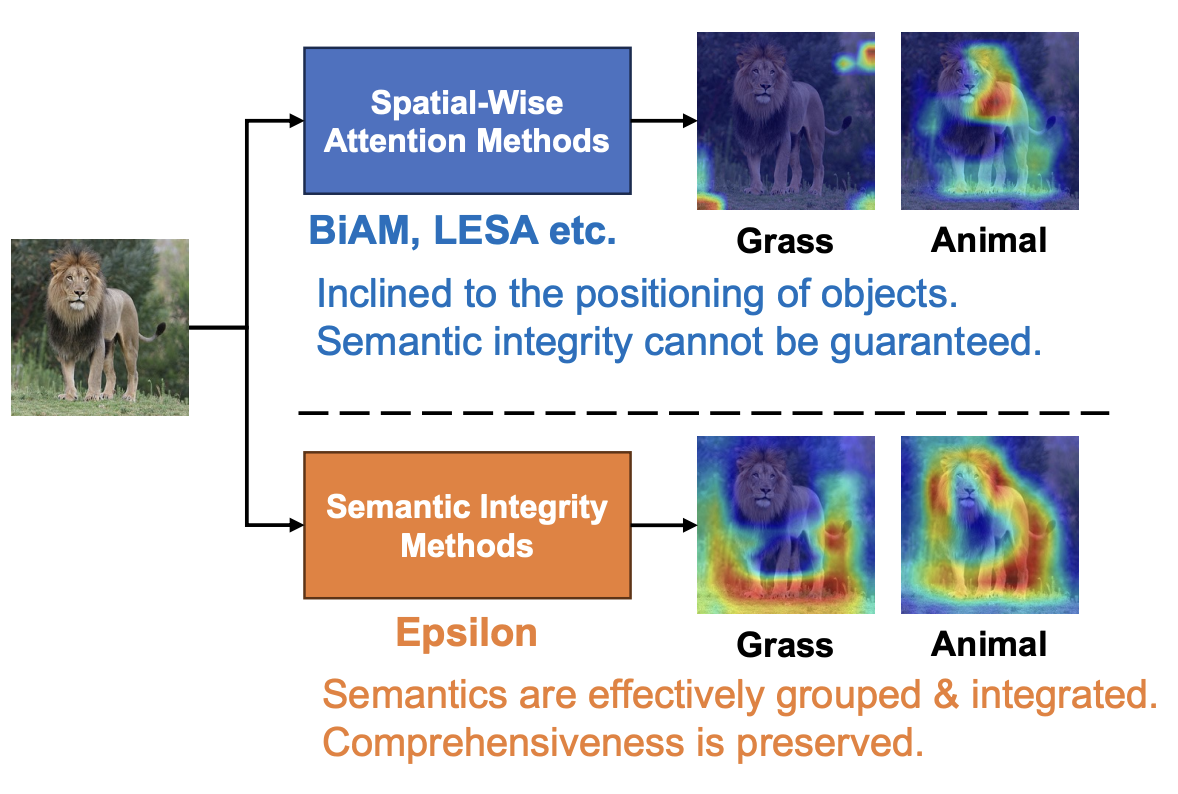 Spatial-Wise
Attention Methods
BiAM, LESA etc.
Grass
Animal
Inclined to the positioning of objects.
Semantic integrity cannot be guaranteed.
Semantic Integrity
Methods
Epsilon
Grass
Animal
Semantics are effectively grouped & integrated.
Comprehensiveness is preserved.